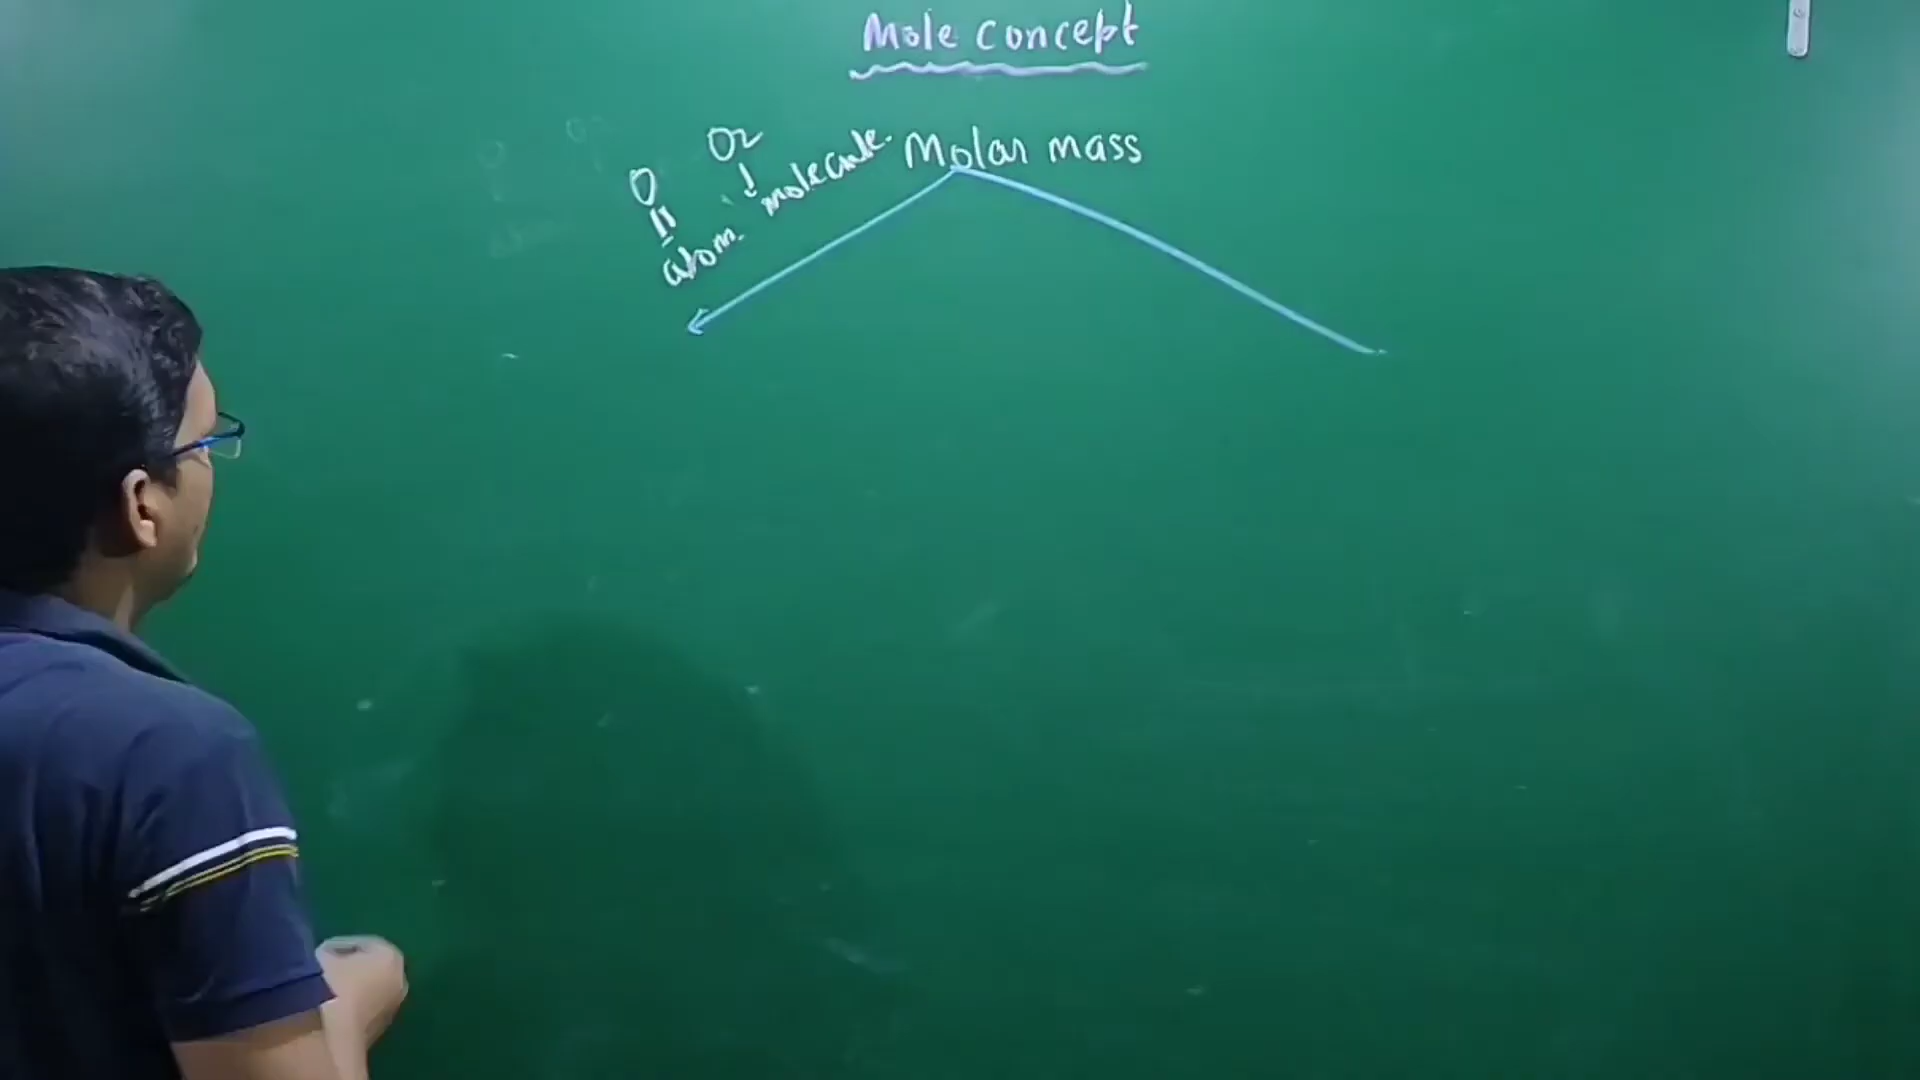 Mole concept
Molar mass
O
atom
O2
molecule.